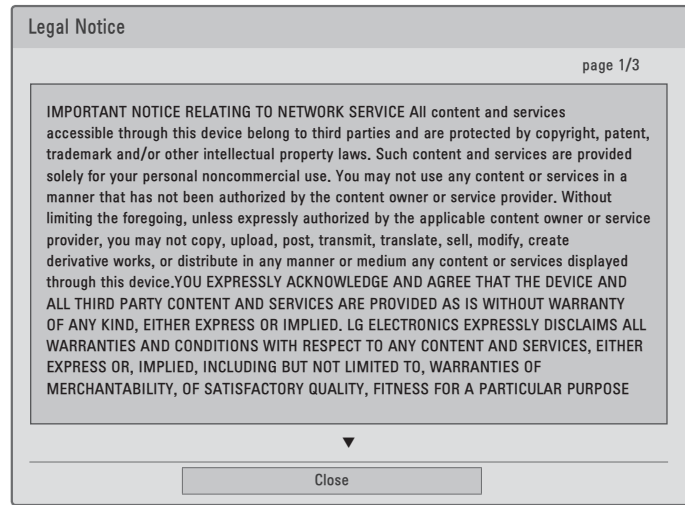 Legal Notice
page 1/3
IMPORTANT NOTICE RELATING TO NETWORK SERVICE All content and services
accessible through this device belong to third parties and are protected by copyright, patent,
trademark and/or other intellectual property laws. Such content and services are provided
solely for your personal noncommercial use. You may not use any content or services in a
manner that has not been authorized by the content owner or service provider. Without
limiting the foregoing, unless expressly authorized by the applicable content owner or service
provider, you may not copy, upload, post, transmit, translate, sell, modify, create
derivative works, or distribute in any manner or medium any content or services displayed
through this device.YOU EXPRESSLY ACKNOWLEDGE AND AGREE THAT THE DEVICE AND
ALL THIRD PARTY CONTENT AND SERVICES ARE PROVIDED AS IS WITHOUT WARRANTY
OF ANY KIND, EITHER EXPRESS OR IMPLIED. LG ELECTRONICS EXPRESSLY DISCLAIMS ALL
WARRANTIES AND CONDITIONS WITH RESPECT TO ANY CONTENT AND SERVICES, EITHER
EXPRESS OR, IMPLIED, INCLUDING BUT NOT LIMITED TO, WARRANTIES OF
MERCHANTABILITY, OF SATISFACTORY QUALITY, FITNESS FOR A PARTICULAR PURPOSE
▼
Close